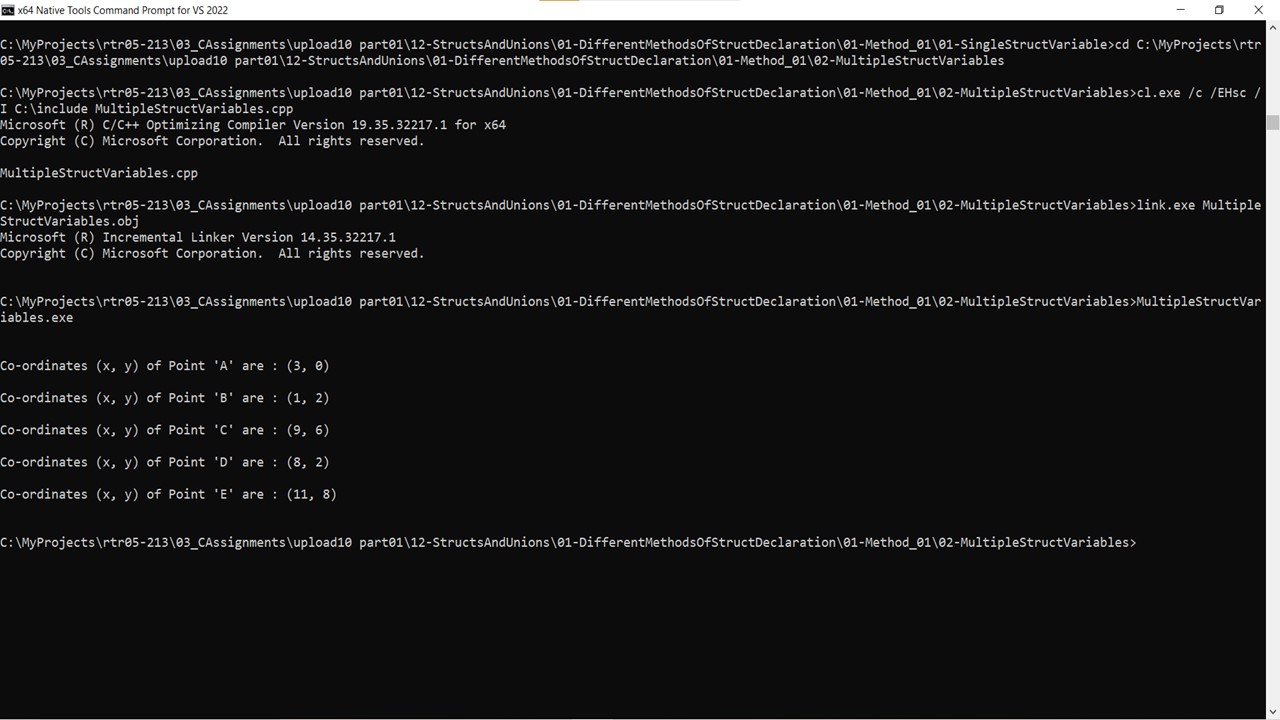 x64 Native Tools Command Prompt for VS 2022
C:\MyProjects\rtr05-213\03_CAssignments\upload10 part01\12-StructsAndUnions\01-DifferentMethodsOfStructDeclaration\01-Method_01\01-SingleStructVariable>cd C:\MyProjects\rtr
05-213\03_CAssignments\upload10 part01\12-StructsAndUnions\01-DifferentMethodsOfStructDeclaration\01-Method_01\02-MultipleStructVariables
C:\MyProjects\rtr05-213\03_CAssignments\upload10 part01\12-StructsAndUnions\01-DifferentMethodsOfStructDeclaration\01-Method_01\02-MultipleStructVariables>cl.exe /c /EHsc /
I C:\include MultipleStructVariables.cpp
Microsoft (R) C/C++ Optimizing Compiler Version 19.35.32217.1 for x64
Copyright (C) Microsoft Corporation.  All rights reserved.
MultipleStructVariables.cpp
C:\MyProjects\rtr05-213\03_CAssignments\upload10 part01\12-StructsAndUnions\01-DifferentMethodsOfStructDeclaration\01-Method_01\02-MultipleStructVariables>link.exe Multiple
StructVariables.obj
Microsoft (R) Incremental Linker Version 14.35.32217.1
Copyright (C) Microsoft Corporation.  All rights reserved.
C:\MyProjects\rtr05-213\03_CAssignments\upload10 part01\12-StructsAndUnions\01-DifferentMethodsOfStructDeclaration\01-Method_01\02-MultipleStructVariables>MultipleStructVar
iables.exe
Co-ordinates (x, y) of Point 'A' are : (3, 0)
Co-ordinates (x, y) of Point 'B' are : (1, 2)
Co-ordinates (x, y) of Point 'C' are : (9, 6)
Co-ordinates (x, y) of Point 'D' are : (8, 2)
Co-ordinates (x, y) of Point 'E' are : (11, 8)
C:\MyProjects\rtr05-213\03_CAssignments\upload10 part01\12-StructsAndUnions\01-DifferentMethodsOfStructDeclaration\01-Method_01\02-MultipleStructVariables>